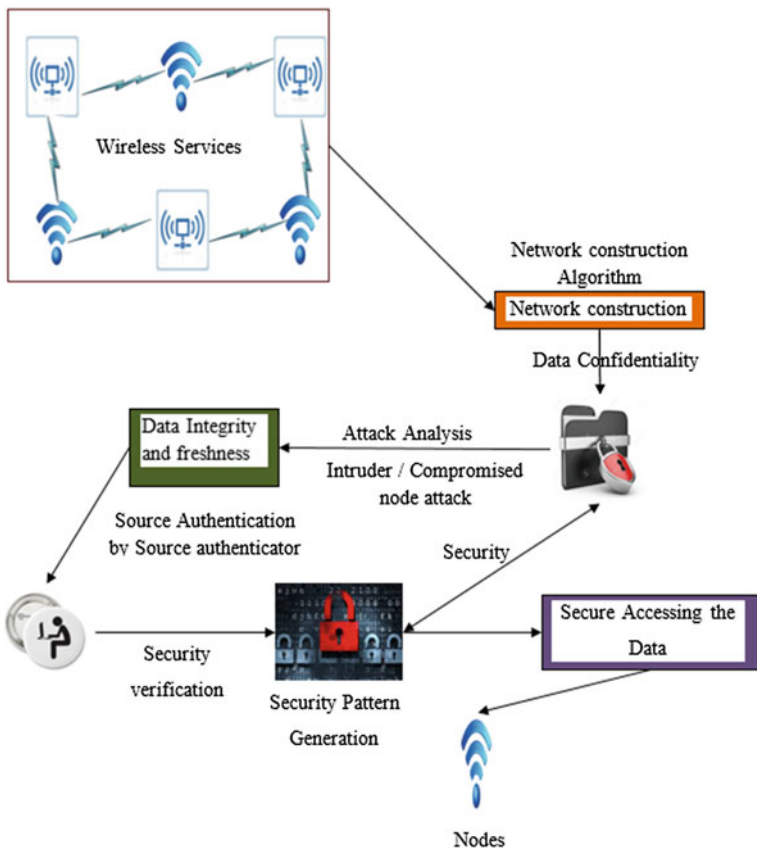 Wireless Services
Network construction
Algorithm
Network construction
Data Confidentiality
Data Integrity
and freshness
Attack Analysis
Intruder / Compromised
node attack
Source Authentication
by Source authenticator
Security
Security
verification
Security Pattern
Generation
Secure Accessing the
Data
Nodes